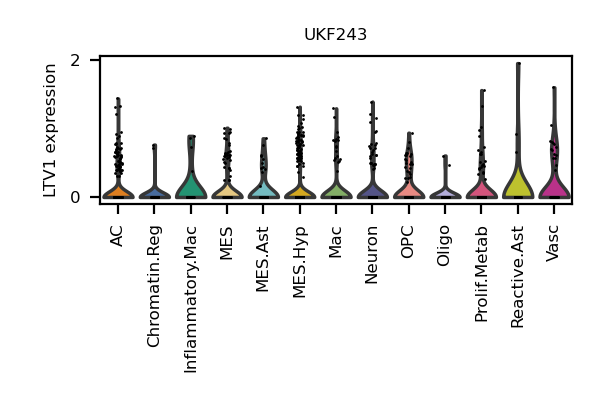 UKF243
LTV1 expression
2
0
AC
Chromatin.Reg
Inflammatory.Mac
MES
MES.Ast
MES.Hyp
Mac
Neuron
OPC
Oligo
Prolif.Metab
Reactive.Ast
Vasc